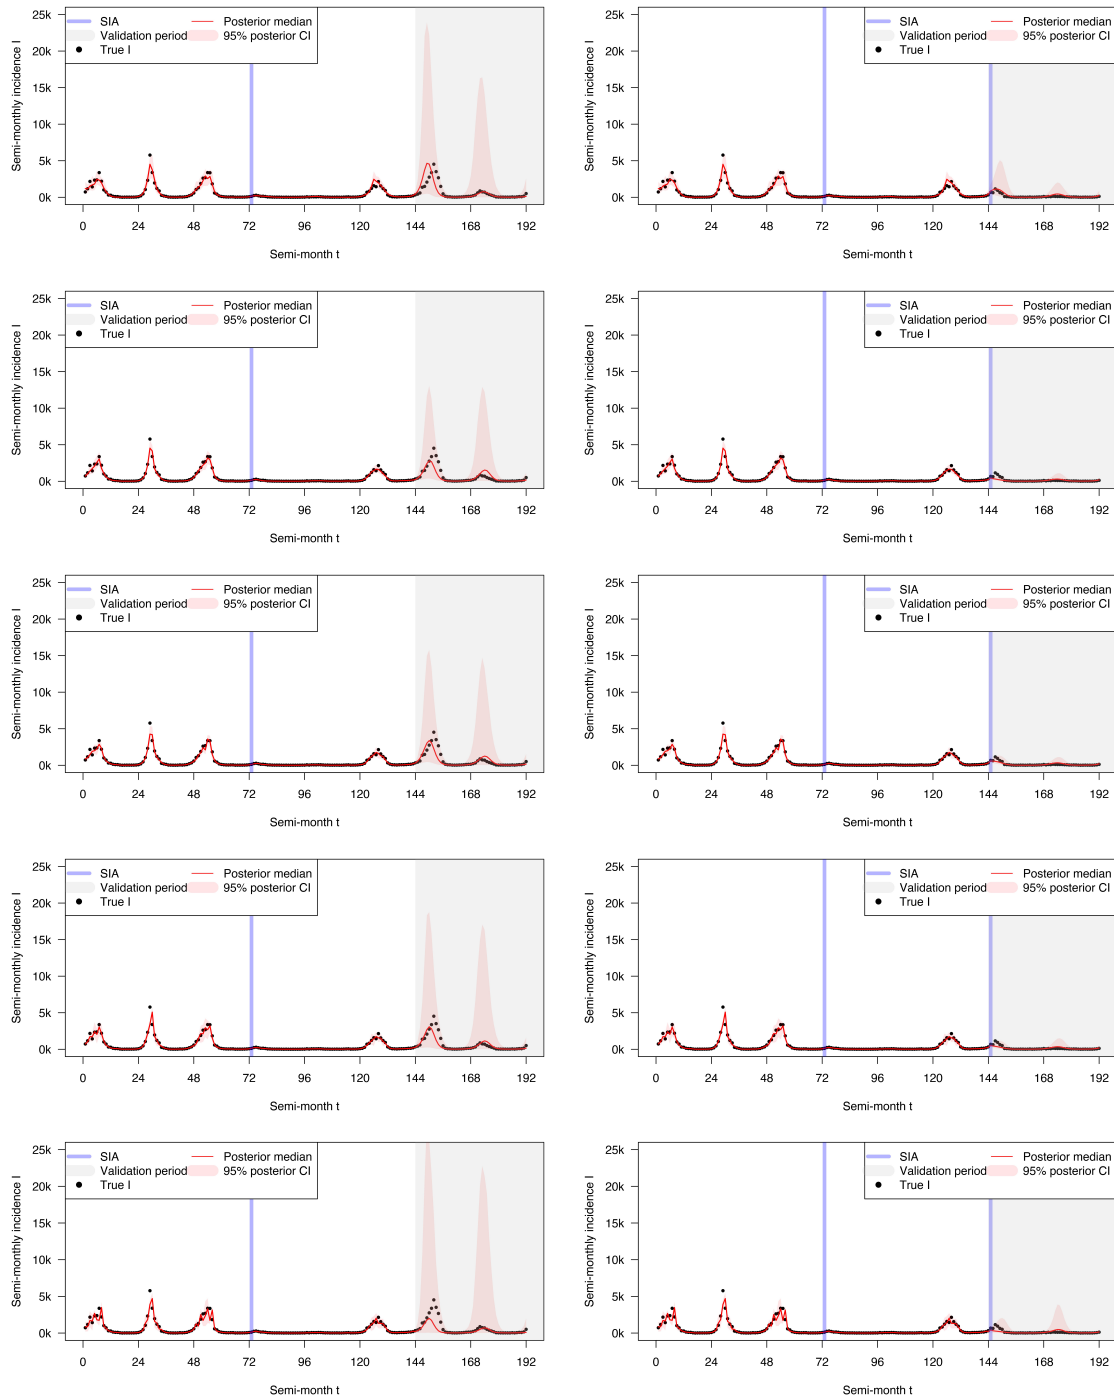 Semi-monthly incidence I
25k
20k
15k
10k
5k
0k
SIA Posterior median
Validation period 95% posterior CI
True I
0 24 48 72 96 120 144 168 192
Semi-month t
Semi-monthly incidence I
25k
20k
15k
10k
5k
0k
SIA Posterior median
Validation period 95% posterior CI
True I
0 24 48 72 96 120 144 168 192
Semi-month t
Semi-monthly incidence I
25k
20k
15k
10k
5k
0k
SIA Posterior median
Validation period 95% posterior CI
True I
0 24 48 72 96 120 144 168 192
Semi-month t
Semi-monthly incidence I
25k
20k
15k
10k
5k
0k
SIA Posterior median
Validation period 95% posterior CI
True I
0 24 48 72 96 120 144 168 192
Semi-month t
Semi-monthly incidence I
25k
20k
15k
10k
5k
0k
SIA Posterior median
Validation period 95% posterior CI
True I
0 24 48 72 96 120 144 168 192
Semi-month t
Semi-monthly incidence I
25k
20k
15k
10k
5k
0k
SIA Posterior median
Validation period 95% posterior CI
True I
0 24 48 72 96 120 144 168 192
Semi-month t
Semi-monthly incidence I
25k
20k
15k
10k
5k
0k
SIA Posterior median
Validation period 95% posterior CI
True I
0 24 48 72 96 120 144 168 192
Semi-month t
Semi-monthly incidence I
25k
20k
15k
10k
5k
0k
SIA Posterior median
Validation period 95% posterior CI
True I
0 24 48 72 96 120 144 168 192
Semi-month t
Semi-monthly incidence I
25k
20k
15k
10k
5k
0k
SIA Posterior median
Validation period 95% posterior CI
True I
0 24 48 72 96 120 144 168 192
Semi-month t
Semi-monthly incidence I
25k
20k
15k
10k
5k
0k
SIA Posterior median
Validation period 95% posterior CI
True I
0 24 48 72 96 120 144 168 192
Semi-month t